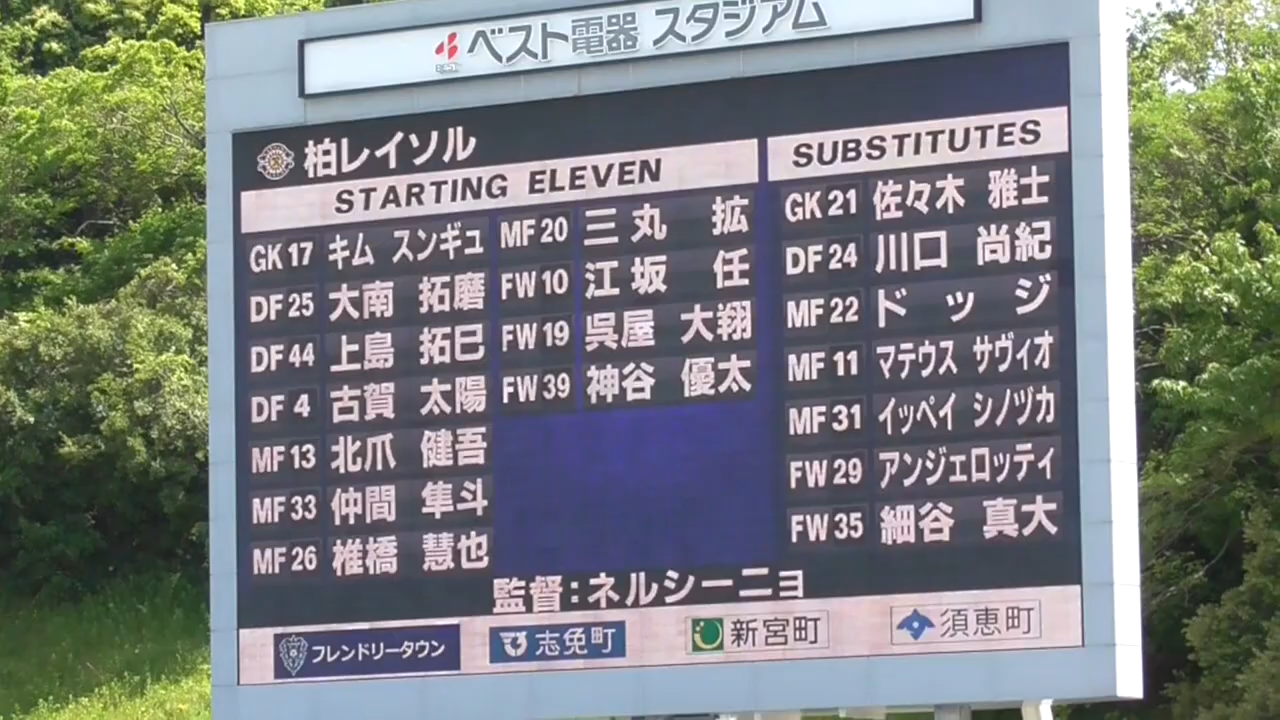 ベスト電器 スタジアム
柏レイソル
STARTING ELEVEN
GK 17 キム スンギュ
DF 25 大南 拓磨
DF 44 上島 拓巳
DF 4 古賀 太陽
MF 13 北爪 健吾
MF 33 仲間 隼斗
MF 26 椎橋 慧也
MF 20 三丸 拡
FW 10 江坂 任
FW 19 呉屋 大翔
FW 39 神谷 優太
SUBSTITUTES
GK 21 佐々木 雅士
DF 24 川口 尚紀
MF 22 ドッジ
MF 11 マテウス サヴィオ
MF 31 イッペイ シノヅカ
FW 29 アンジェロッティ
FW 35 細谷 真大
監督:ネルシーニョ
フレンドリータウン
志免町
新宮町
須恵町